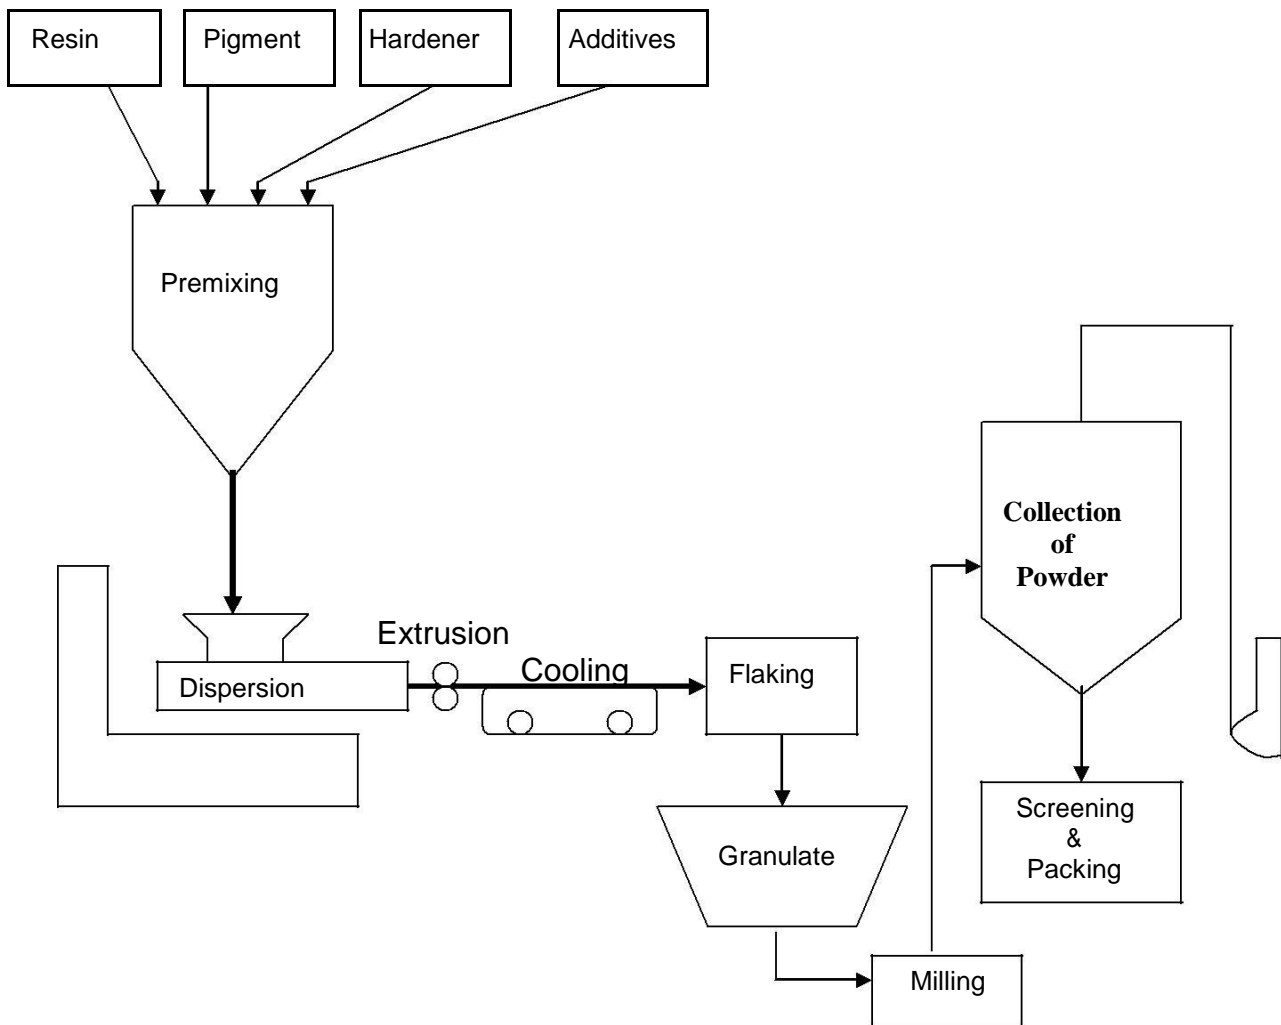 Resin
Pigment
Hardener
Additives
Premixing
Collection
of
Powder
Extrusion
Cooling
Dispersion
Flaking
Screening
&
Packing
Granulate
Milling